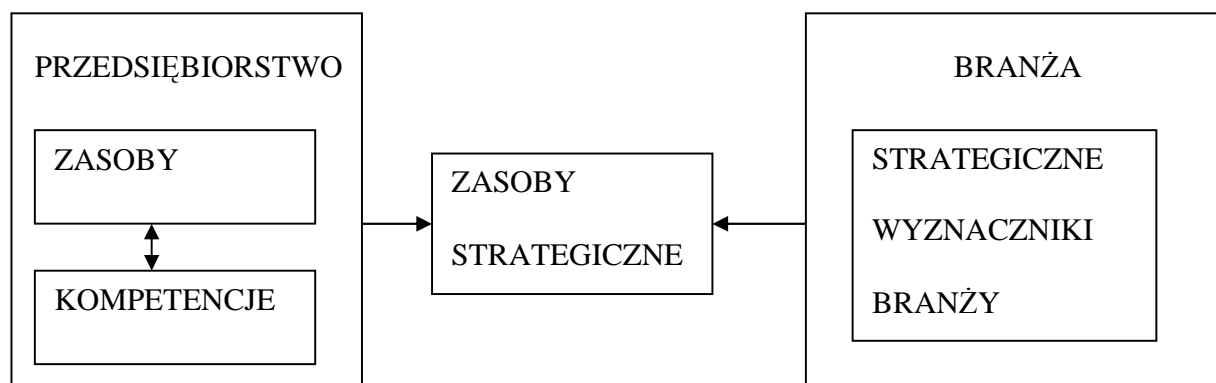 PRZEDSIĘBIORSTWO
ZASOBY
KOMPETENCJE
ZASOBY
STRATEGICZNE
BRANŻA
STRATEGICZNE
WYZNACZNIKI
BRANŻY